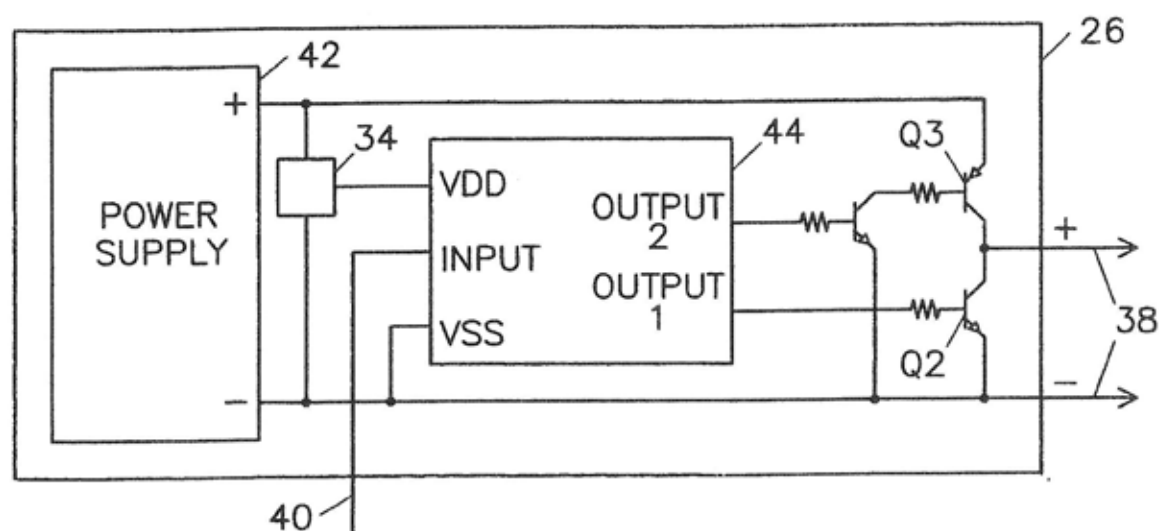 26
42
+
34
44
Q3
VDD
OUTPUT
2
POWER
SUPPLY
INPUT
+
OUTPUT
1
38
VSS
Q2
-
-
40